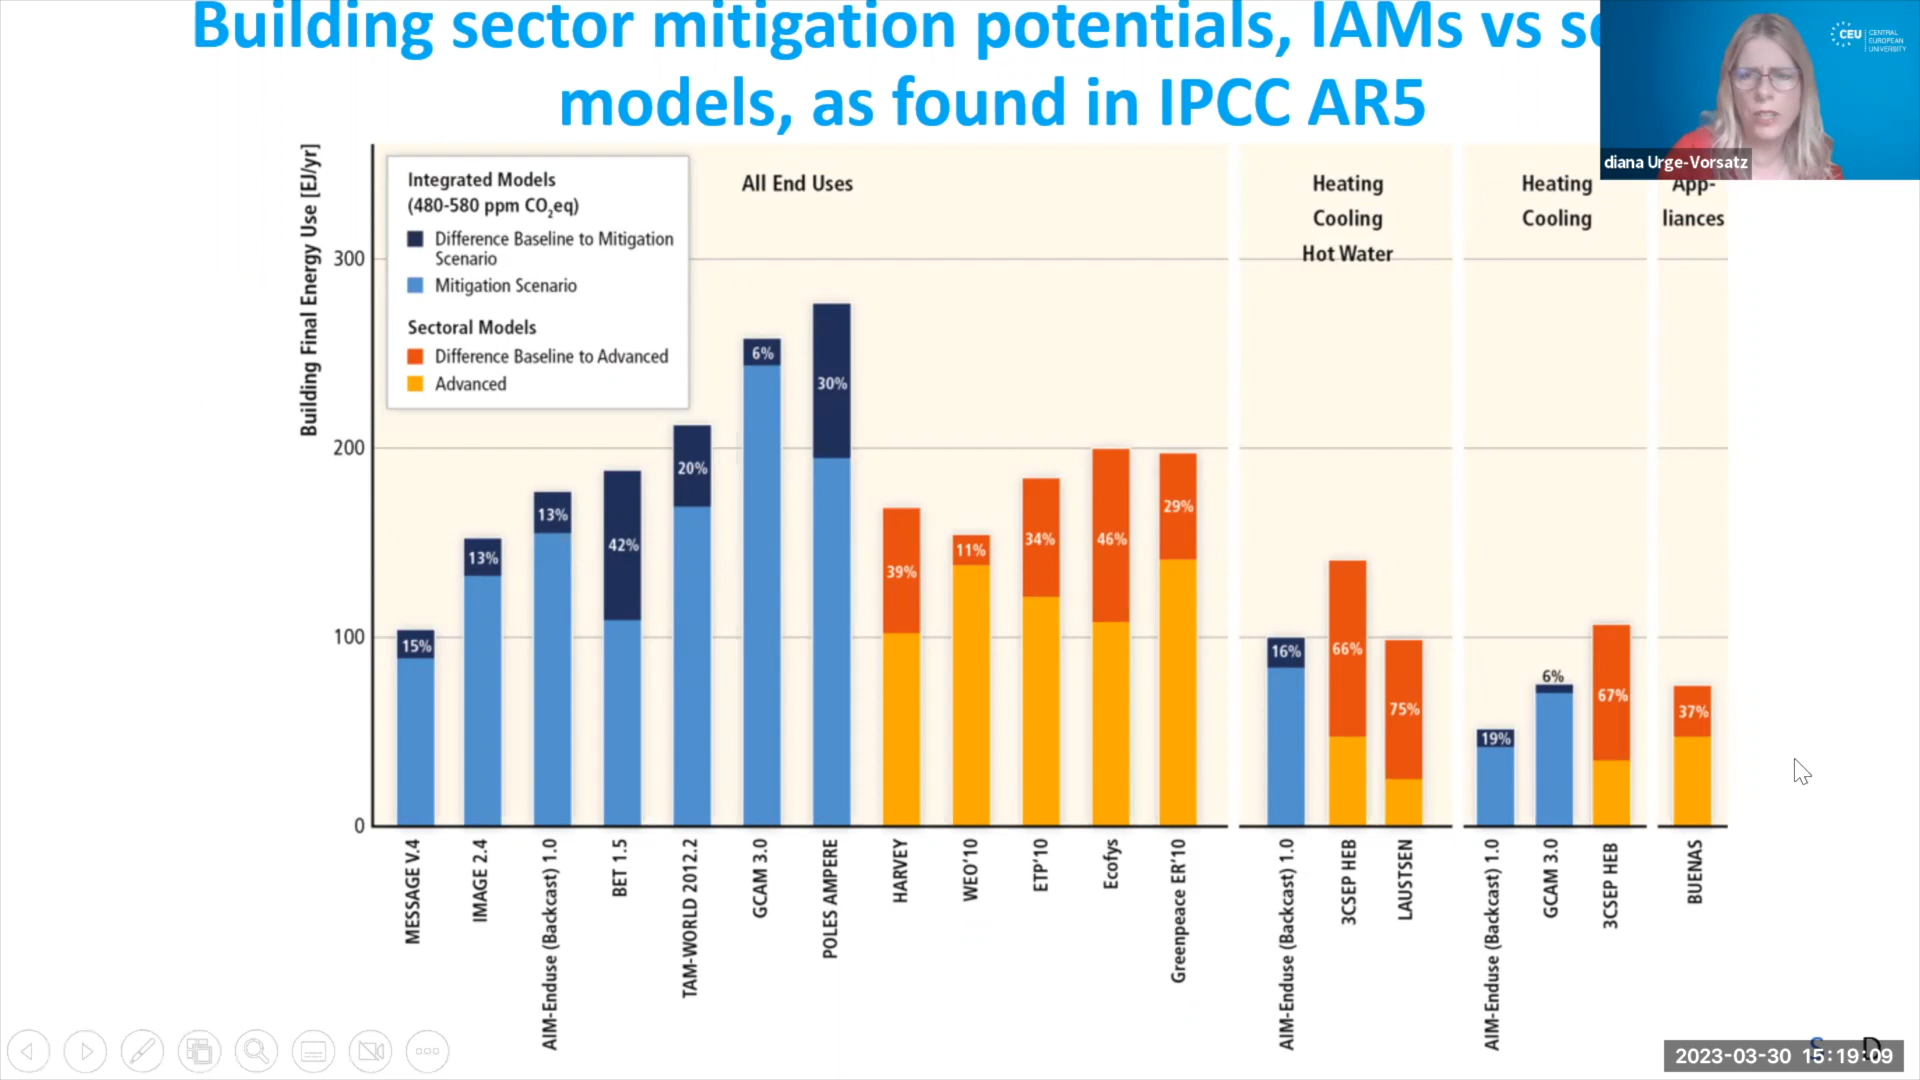 Building sector mitigation potentials, IAMs vs
models, as found in IPCC AR5
CEU CENTRAL
EUROPEAN
UNIVERSITY
diana Urge-Vorsatz
Building Final Energy Use [EJ/yr]
300
200
100
0
Integrated Models
(480-580 ppm CO₂eq)
Difference Baseline to Mitigation
Scenario
Mitigation Scenario
Sectoral Models
Difference Baseline to Advanced
Advanced
All End Uses
Heating
Cooling
Hot Water
Heating
Cooling
App-
liances
15%
13%
13%
42%
20%
6%
30%
39%
11%
34%
46%
29%
16%
66%
75%
19%
6%
67%
37%
MESSAGE V.4
IMAGE 2.4
AIM-Enduse (Backcast) 1.0
BET 1.5
TAM-WORLD 2012.2
GCAM 3.0
POLES AMPERE
HARVEY
WEO'10
ETP'10
Ecofys
Greenpeace ER'10
AIM-Enduse (Backcast) 1.0
3CSEP HEB
LAUSTSEN
AIM-Enduse (Backcast) 1.0
GCAM 3.0
3CSEP HEB
BUENAS
2023-03-30 15:19:09